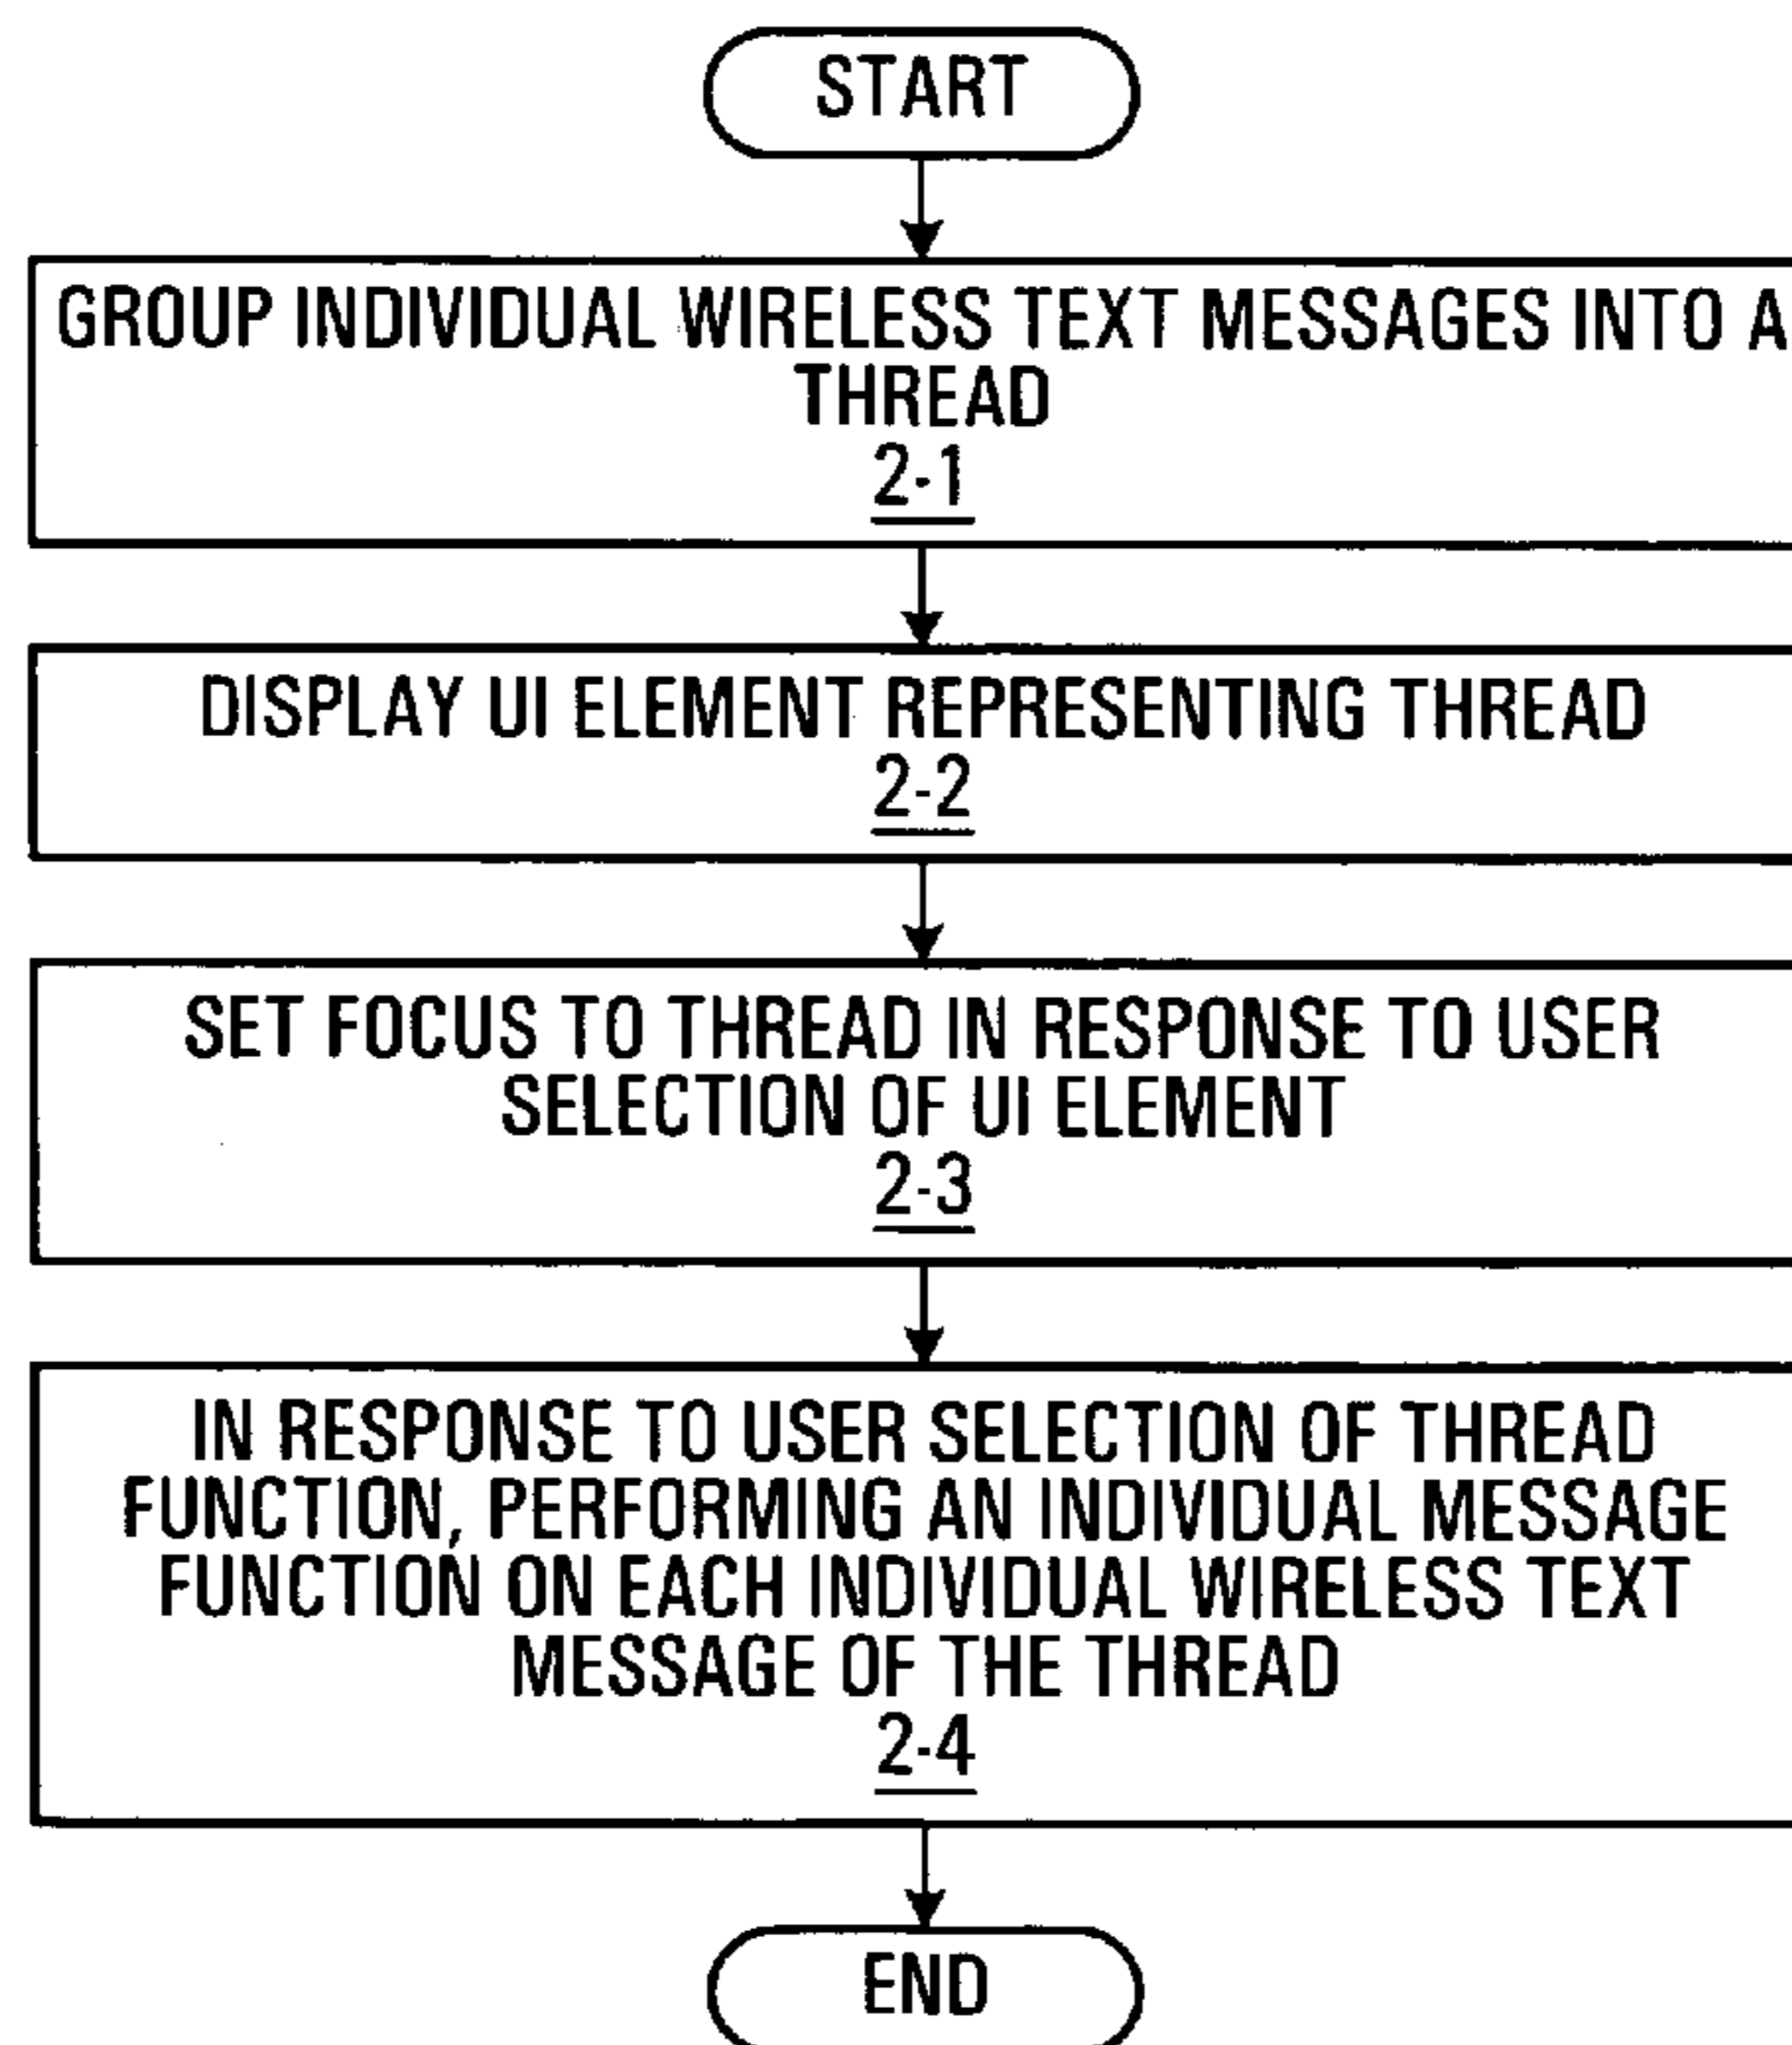 START
GROUP INDIVIDUAL WIRELESS TEXT MESSAGES INTO A
THREAD
2-1
DISPLAY UI ELEMENT REPRESENTING THREAD
2-2
SET FOCUS TO THREAD IN RESPONSE TO USER
SELECTION OF UI ELEMENT
2-3
IN RESPONSE TO USER SELECTION OF THREAD
FUNCTION, PERFORMING AN INDIVIDUAL MESSAGE
FUNCTION ON EACH INDIVIDUAL WIRELESS TEXT
MESSAGE OF THE THREAD
2-4
END